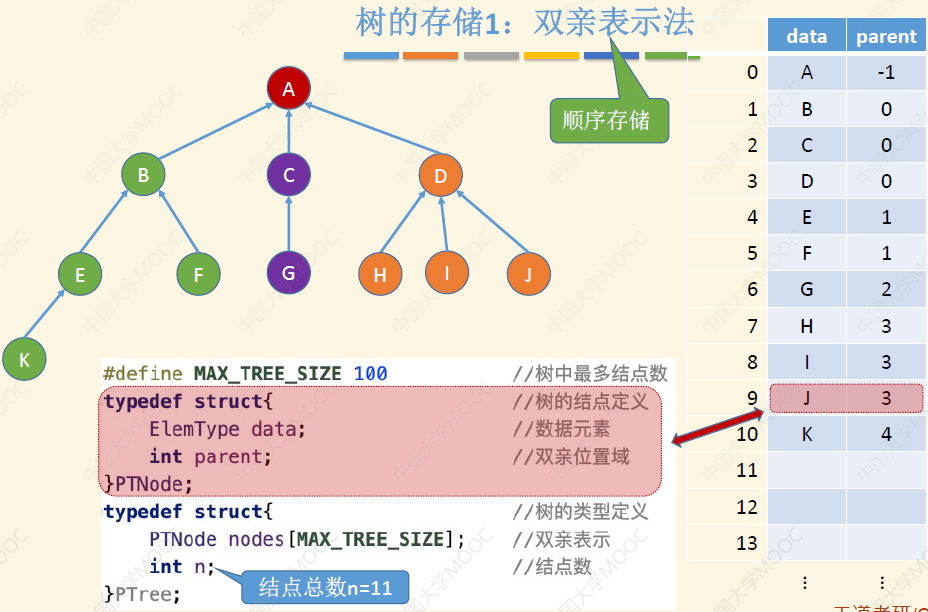 树的存储1：双亲表示法
顺序存储
A
B
C
D
E
F
G
H
I
J
K
data parent
0 A -1
1 B 0
2 C 0
3 D 0
4 E 1
5 F 1
6 G 2
7 H 3
8 I 3
9 J 3
10 K 4
11
12
13
⋮ ⋮
#define MAX_TREE_SIZE 100 //树中最多结点数
typedef struct{ //树的结点定义
ElemType data; //数据元素
int parent; //双亲位置域
}PTNode;
typedef struct{ //树的类型定义
PTNode nodes[MAX_TREE_SIZE]; //双亲表示
int n; //结点数
}PTree;
结点总数n=11
中国大学MOOC